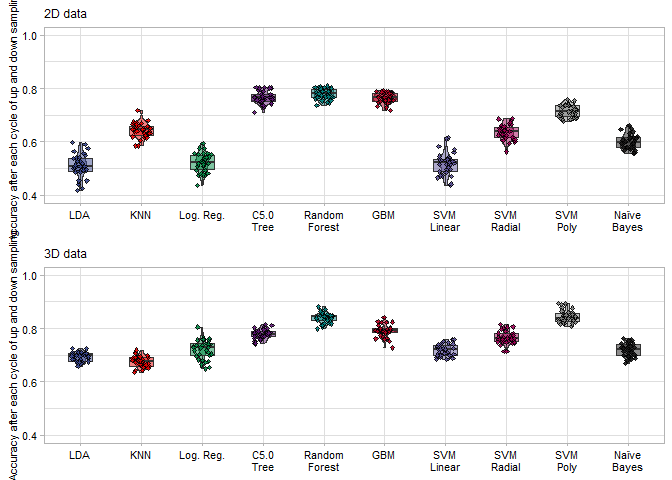 2D data
Accuracy after each cycle of up and down sampling
1.0
0.8
0.6
0.4
LDA
KNN
Log. Reg.
C5.0
Tree
Random
Forest
GBM
SVM
Linear
SVM
Radial
SVM
Poly
Naïve
Bayes
3D data
Accuracy after each cycle of up and down sampling
1.0
0.8
0.6
0.4
LDA
KNN
Log. Reg.
C5.0
Tree
Random
Forest
GBM
SVM
Linear
SVM
Radial
SVM
Poly
Naïve
Bayes